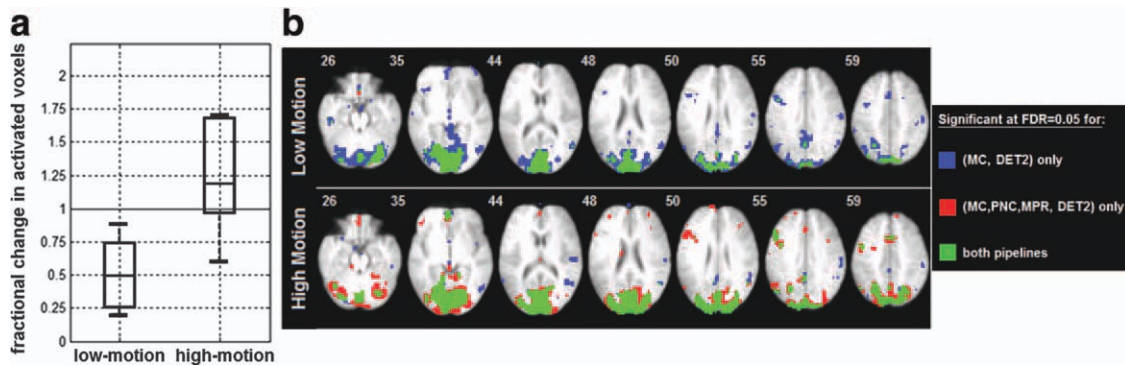 a
fractional change in activated voxels
2
1.75
1.5
1.25
1
0.75
0.5
0.25
0
low-motion high-motion
b
Low Motion
26 35 44 48 50 55 59
High Motion
26 35 44 48 50 55 59
Significant at FDR=0.05 for:
(MC, DET2) only
(MC,PNC,MPR, DET2) only
both pipelines